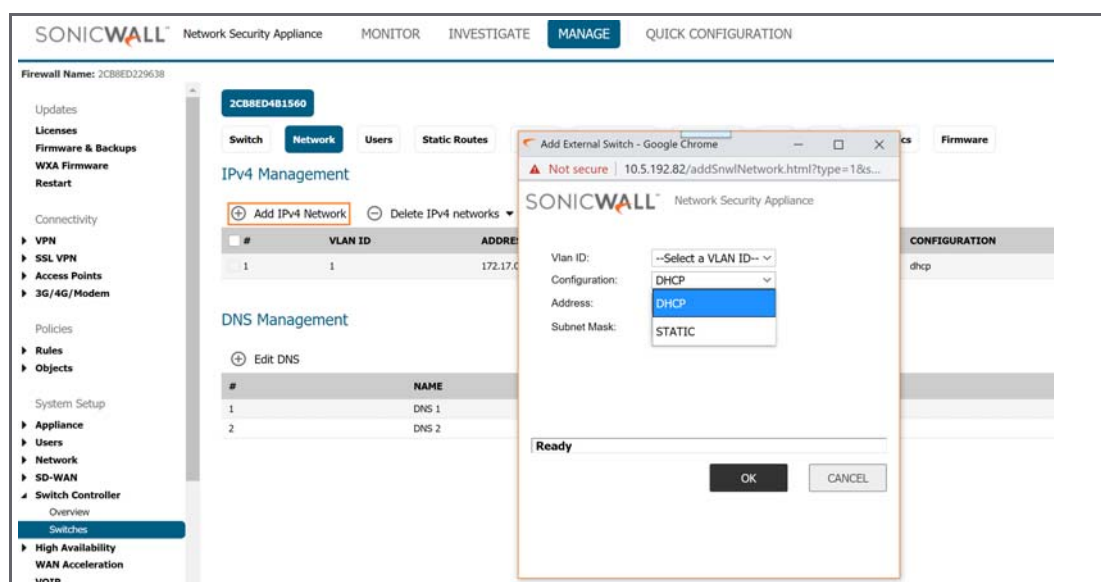 SONICWALL Network Security Appliance MONITOR INVESTIGATE MANAGE QUICK CONFIGURATION
Firewall Name: 2CB8ED229638
Updates
Licenses
Firmware & Backups
WXA Firmware
Restart
Connectivity
VPN
SSL VPN
Access Points
3G/4G/Modem
Policies
Rules
Objects
System Setup
Appliance
Users
Network
SD-WAN
Switch Controller
Overview
Switches
High Availability
WAN Acceleration
VOIP
2CB8ED4B1560
Switch Network Users Static Routes
Firmware
IPv4 Management
Add IPv4 Network Delete IPv4 networks
# VLAN ID CONFIGURATION
1 1 dhcp
DNS Management
Edit DNS
# NAME
1 DNS 1
2 DNS 2
Add External Switch - Google Chrome
Not secure 10.5.192.82/addSnwlNetwork.html?type=1&s...
SONICWALL Network Security Appliance
Vlan ID: --Select a VLAN ID--
Configuration: DHCP
Address: DHCP
Subnet Mask: STATIC
Ready
OK CANCEL